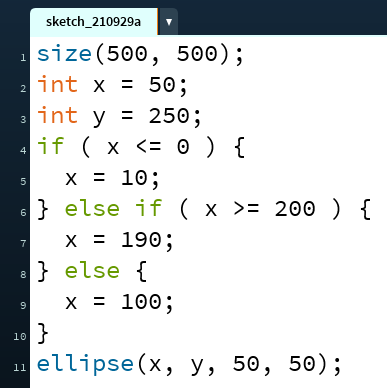 sketch_210929a ▼
1 size(500, 500);
2 int x = 50;
3 int y = 250;
4 if ( x <= 0 ) {
5   x = 10;
6 } else if ( x >= 200 ) {
7   x = 190;
8 } else {
9   x = 100;
10 }
11 ellipse(x, y, 50, 50);